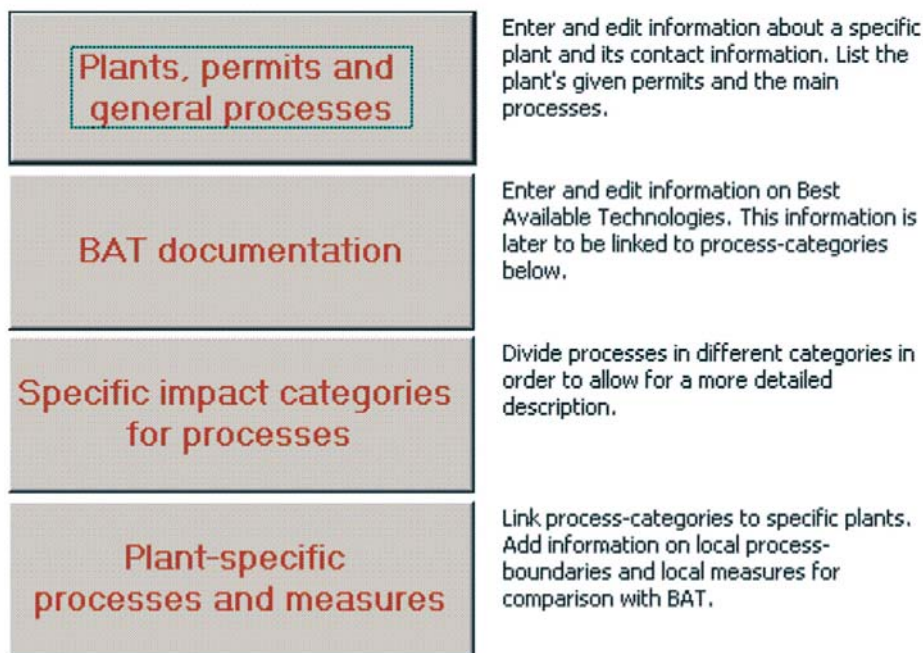 Plants, permits and
general processes
Enter and edit information about a specific
plant and its contact information. List the
plant's given permits and the main
processes.
BAT documentation
Enter and edit information on Best
Available Technologies. This information is
later to be linked to process-categories
below.
Specific impact categories
for processes
Divide processes in different categories in
order to allow for a more detailed
description.
Plant-specific
processes and measures
Link process-categories to specific plants.
Add information on local process-
boundaries and local measures for
comparison with BAT.